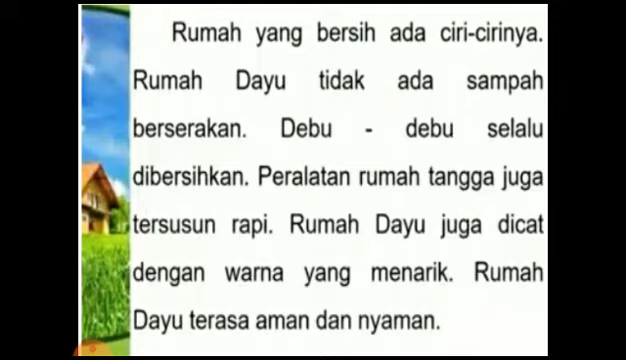 Rumah yang bersih ada ciri-cirinya.
Rumah Dayu tidak ada sampah
berserakan. Debu - debu selalu
dibersihkan. Peralatan rumah tangga juga
tersusun rapi. Rumah Dayu juga dicat
dengan warna yang menarik. Rumah
Dayu terasa aman dan nyaman.